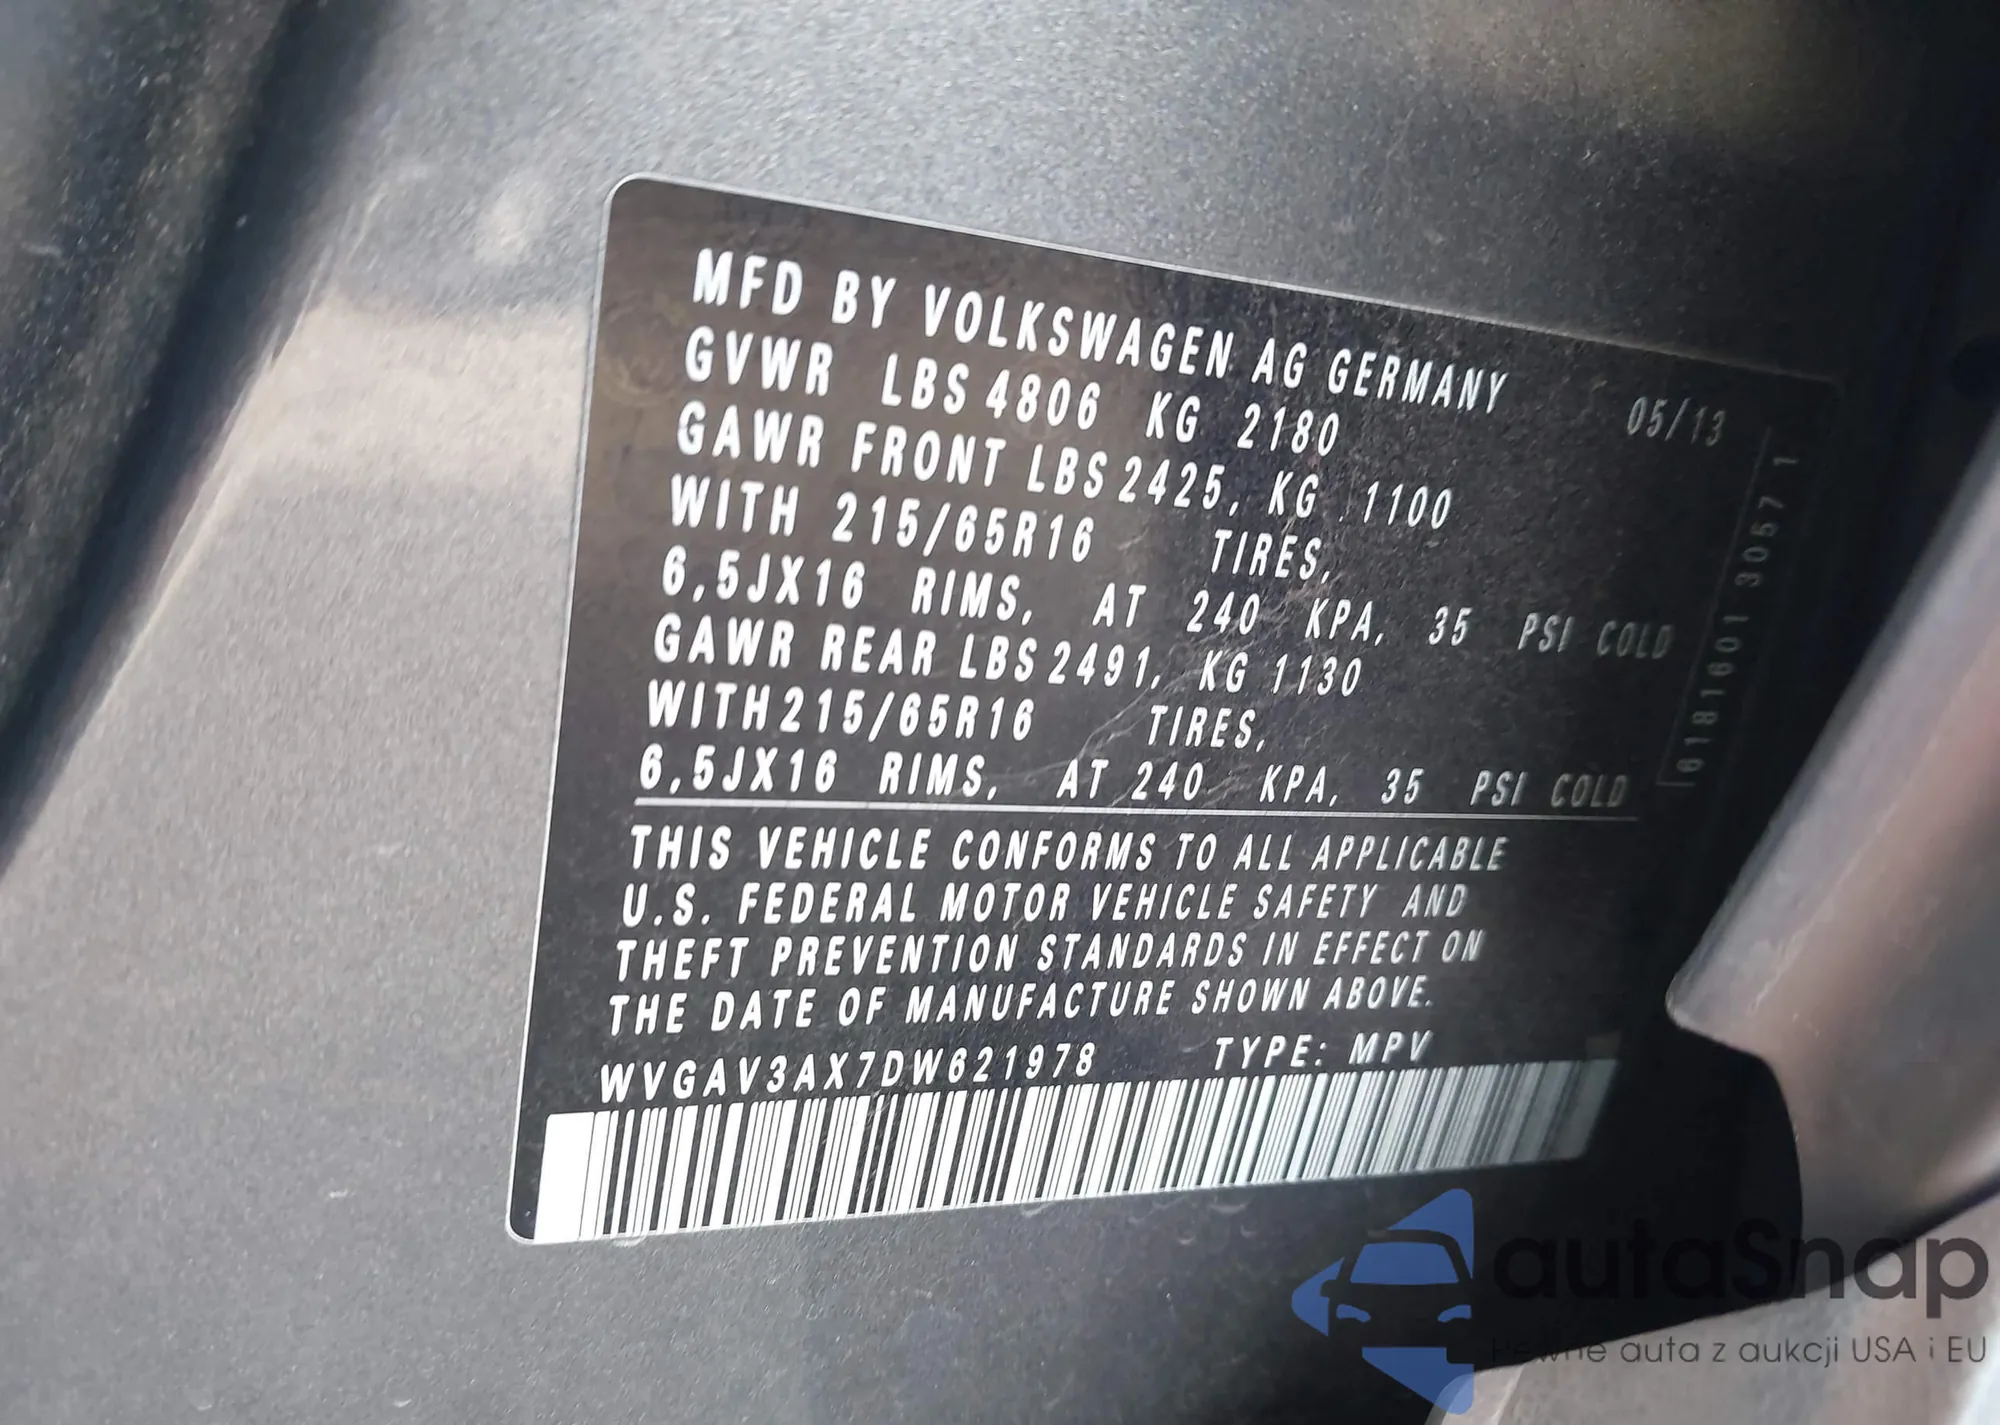 MFD BY VOLKSWAGEN AG GERMANY 05/13
GVWR LBS 4806 KG 2180
GAWR FRONT LBS 2425, KG 1100
WITH 215/65R16 TIRES,
6,5JX16 RIMS, AT 240 KPA, 35 PSI COLD
GAWR REAR LBS 2491, KG 1130
WITH 215/65R16 TIRES,
6,5JX16 RIMS, AT 240 KPA, 35 PSI COLD
THIS VEHICLE CONFORMS TO ALL APPLICABLE
U.S. FEDERAL MOTOR VEHICLE SAFETY AND
THEFT PREVENTION STANDARDS IN EFFECT ON
THE DATE OF MANUFACTURE SHOWN ABOVE.
WVGAV3AX7DW621978 TYPE: MPV
6181601 3057 1
autaSnap
Pewne auta z aukcji USA i EU